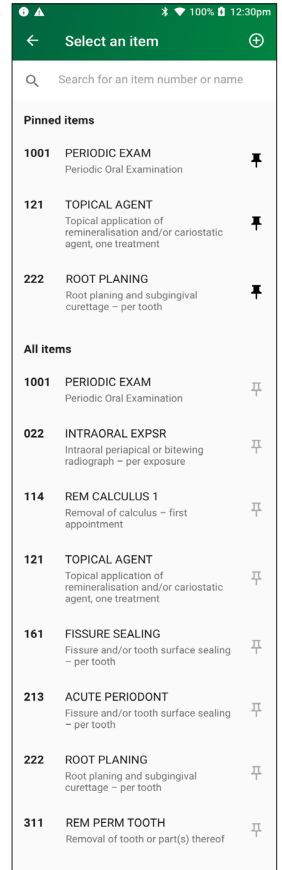 100% 12:30pm
Select an item
Search for an item number or name
Pinned items
1001 PERIODIC EXAM
Periodic Oral Examination
121 TOPICAL AGENT
Topical application of
remineralisation and/or cariostatic
agent, one treatment
222 ROOT PLANING
Root planing and subgingival
curettage – per tooth
All items
1001 PERIODIC EXAM
Periodic Oral Examination
022 INTRAORAL EXPSR
Intraoral periapical or bitewing
radiograph – per exposure
114 REM CALCULUS 1
Removal of calculus – first
appointment
121 TOPICAL AGENT
Topical application of
remineralisation and/or cariostatic
agent, one treatment
161 FISSURE SEALING
Fissure and/or tooth surface sealing
– per tooth
213 ACUTE PERIODONT
Fissure and/or tooth surface sealing
– per tooth
222 ROOT PLANING
Root planing and subgingival
curettage – per tooth
311 REM PERM TOOTH
Removal of tooth or part(s) thereof